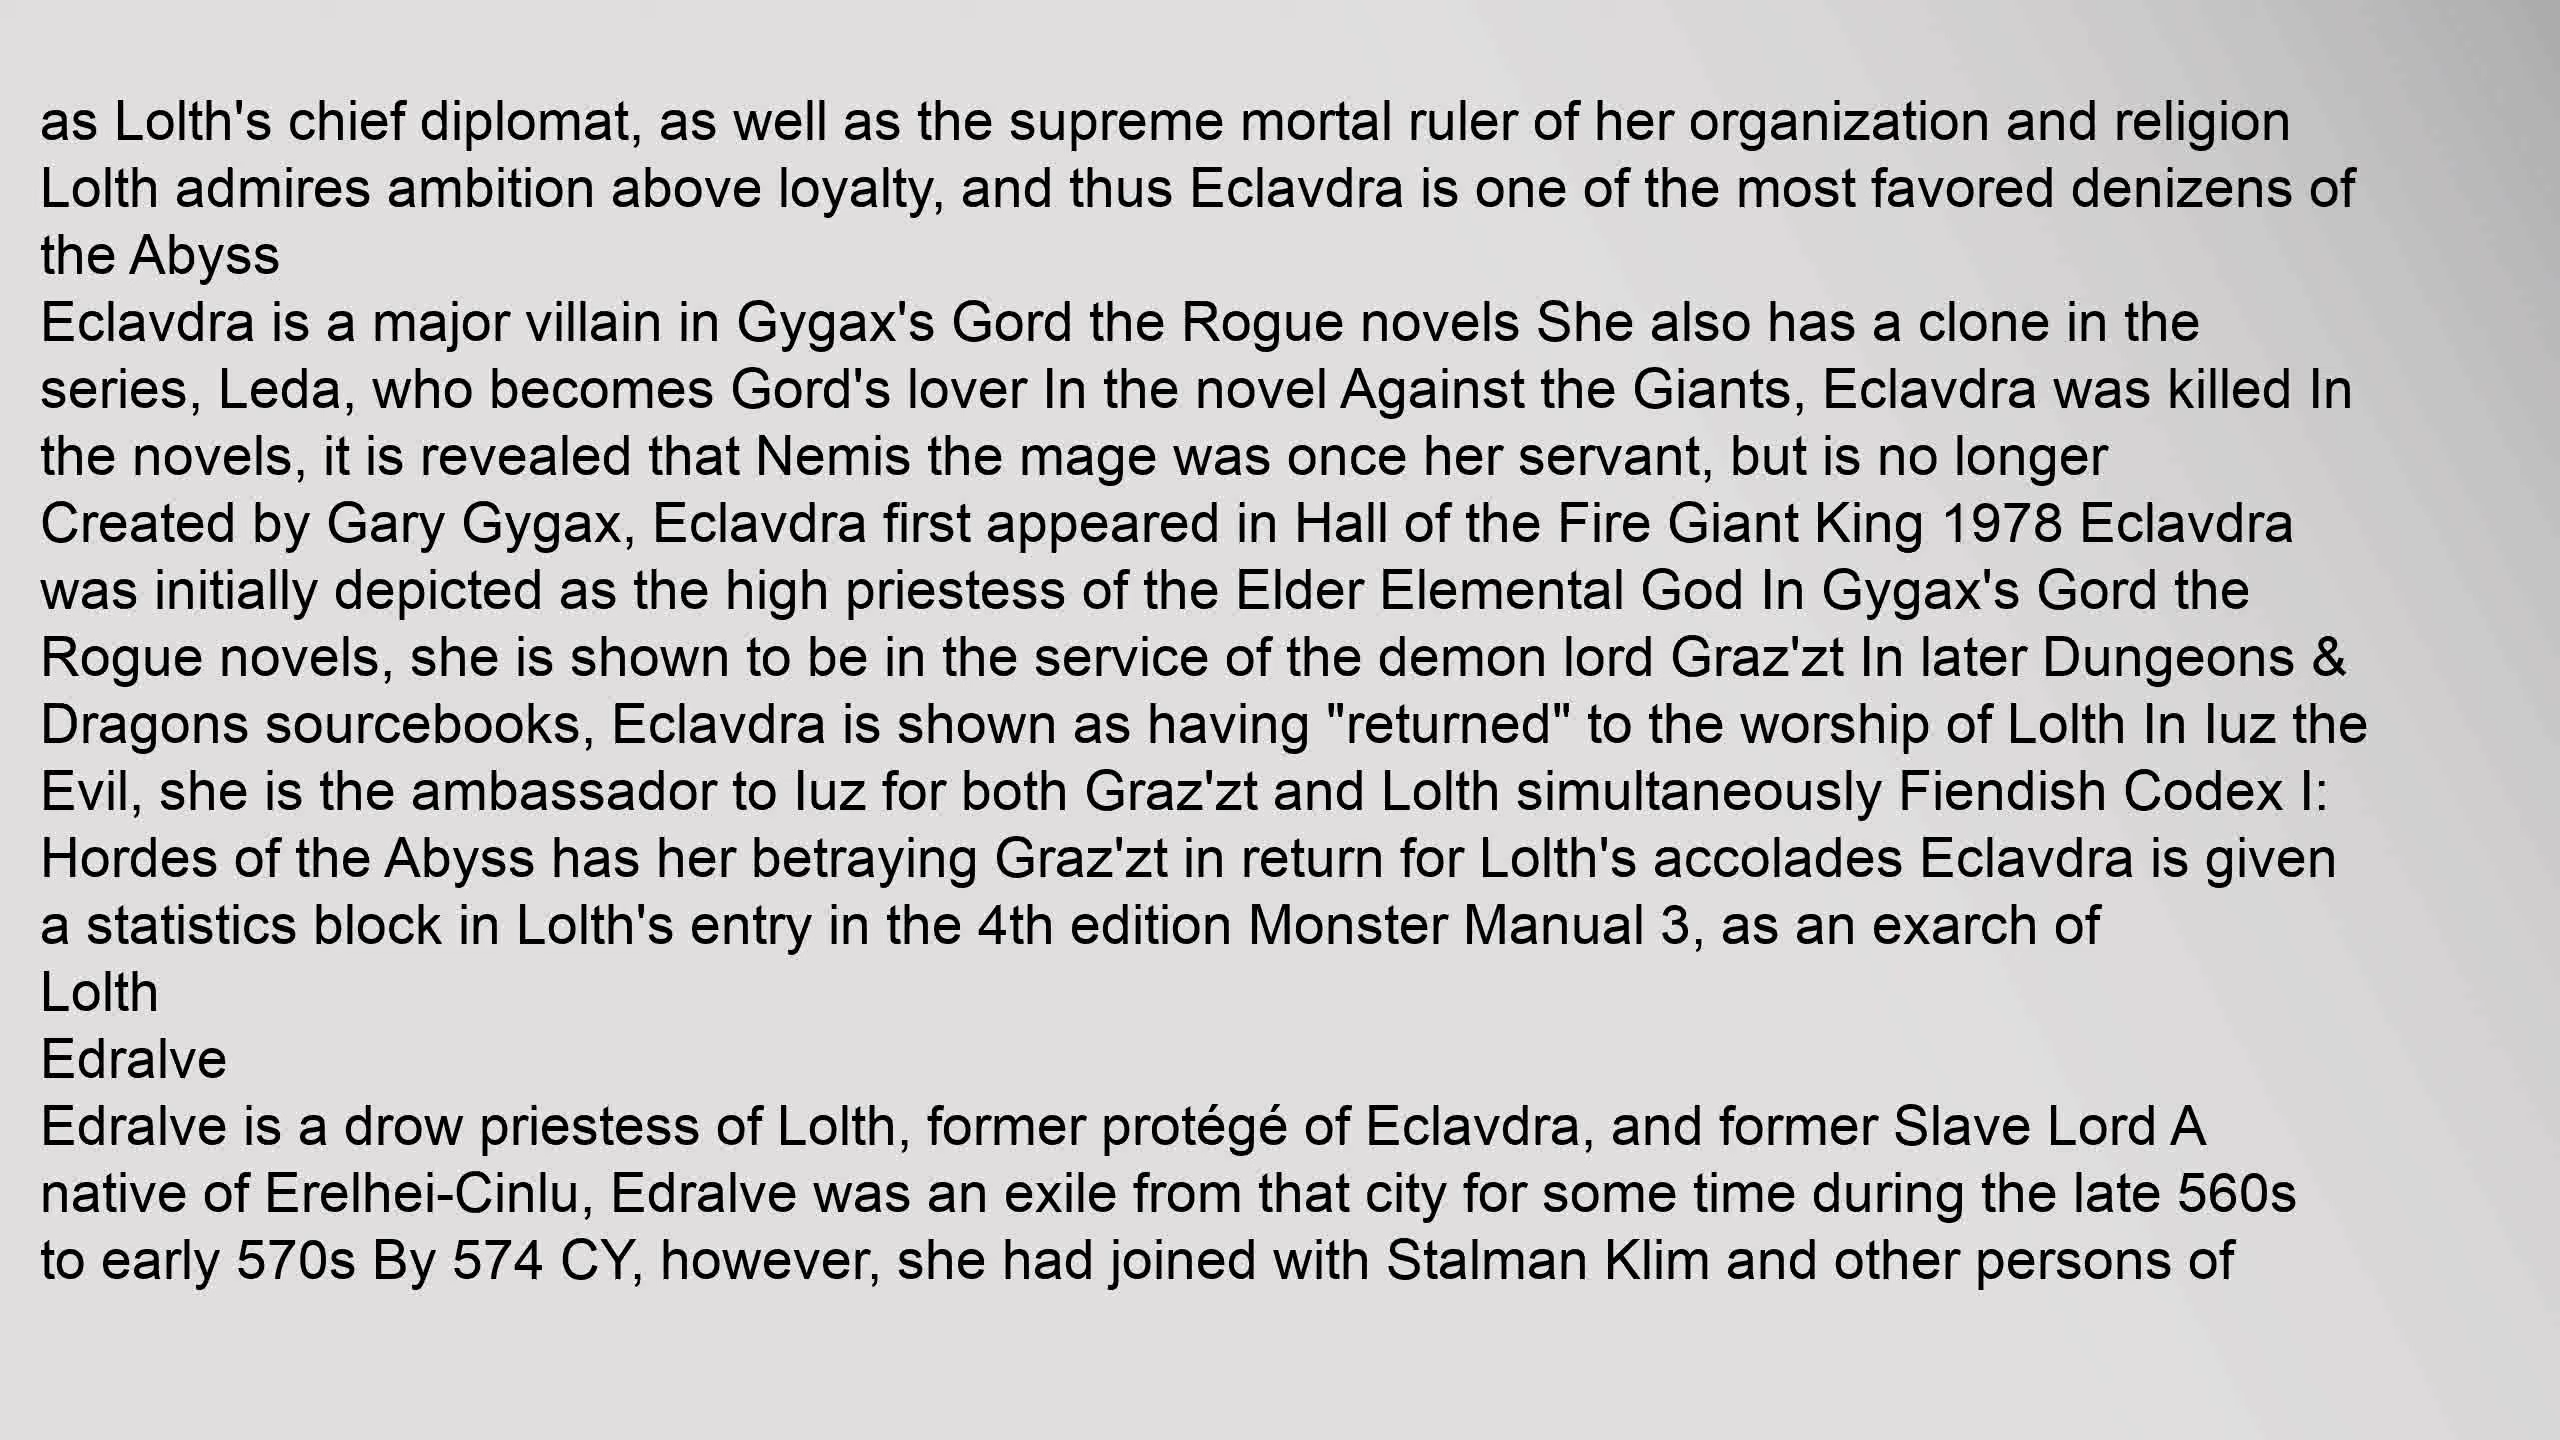 as Lolth's chief diplomat, as well as the supreme mortal ruler of her organization and religion
Lolth admires ambition above loyalty, and thus Eclavdra is one of the most favored denizens of
the Abyss
Eclavdra is a major villain in Gygax's Gord the Rogue novels She also has a clone in the
series, Leda, who becomes Gord's lover In the novel Against the Giants, Eclavdra was killed In
the novels, it is revealed that Nemis the mage was once her servant, but is no longer
Created by Gary Gygax, Eclavdra first appeared in Hall of the Fire Giant King 1978 Eclavdra
was initially depicted as the high priestess of the Elder Elemental God In Gygax's Gord the
Rogue novels, she is shown to be in the service of the demon lord Graz'zt In later Dungeons &
Dragons sourcebooks, Eclavdra is shown as having "returned" to the worship of Lolth In Iuz the
Evil, she is the ambassador to Iuz for both Graz'zt and Lolth simultaneously Fiendish Codex I:
Hordes of the Abyss has her betraying Graz'zt in return for Lolth's accolades Eclavdra is given
a statistics block in Lolth's entry in the 4th edition Monster Manual 3, as an exarch of
Lolth
Edralve
Edralve is a drow priestess of Lolth, former protégé of Eclavdra, and former Slave Lord A
native of Erelhei-Cinlu, Edralve was an exile from that city for some time during the late 560s
to early 570s By 574 CY, however, she had joined with Stalman Klim and other persons of